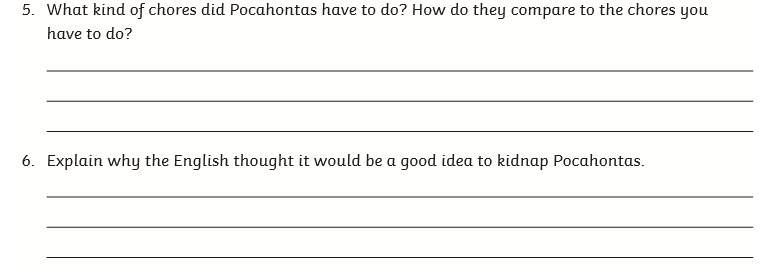 5. What kind of chores did Pocahontas have to do? How do they compare to the chores you
have to do?
6. Explain why the English thought it would be a good idea to kidnap Pocahontas.